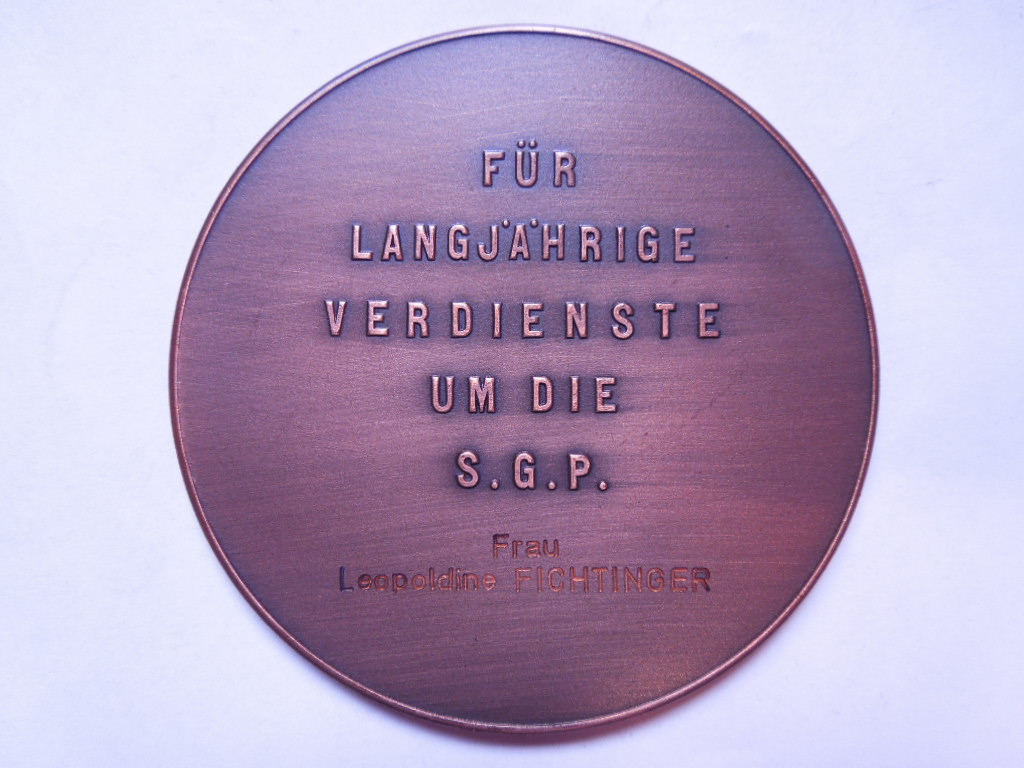 FÜR
LANGJÄHRIGE
VERDIENSTE
UM DIE
S.G.P.
Frau
Leopoldine FICHTINGER